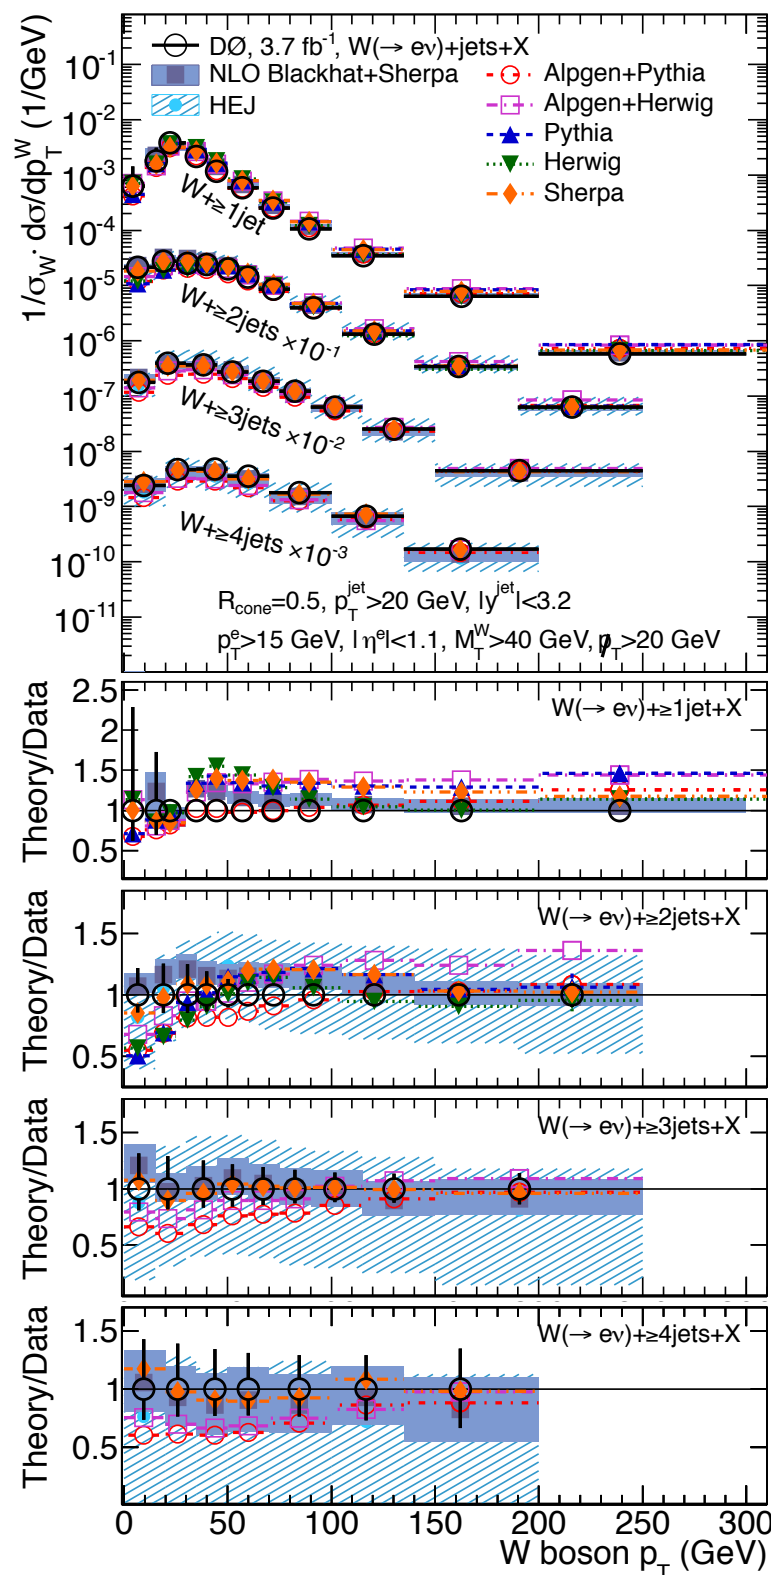 DØ, 3.7 fb⁻¹, W(→ eν)+jets+X
NLO Blackhat+Sherpa
HEJ
Alpgen+Pythia
Alpgen+Herwig
Pythia
Herwig
Sherpa
1/σ_W · dσ/dp_T^W (1/GeV)
10⁻¹
10⁻²
10⁻³
10⁻⁴
10⁻⁵
10⁻⁶
10⁻⁷
10⁻⁸
10⁻⁹
10⁻¹⁰
10⁻¹¹
W+≥1jet
W+≥2jets ×10⁻¹
W+≥3jets ×10⁻²
W+≥4jets ×10⁻³
R_cone=0.5, p_T^jet>20 GeV, |y^jet|<3.2
p_T^e>15 GeV, |η^e|<1.1, M_T^W>40 GeV, p̸_T>20 GeV
W(→ eν)+≥1jet+X
Theory/Data
2.5
2
1.5
1
0.5
W(→ eν)+≥2jets+X
Theory/Data
1.5
1
0.5
W(→ eν)+≥3jets+X
Theory/Data
1.5
1
0.5
W(→ eν)+≥4jets+X
Theory/Data
1.5
1
0.5
0 50 100 150 200 250 300
W boson p_T (GeV)